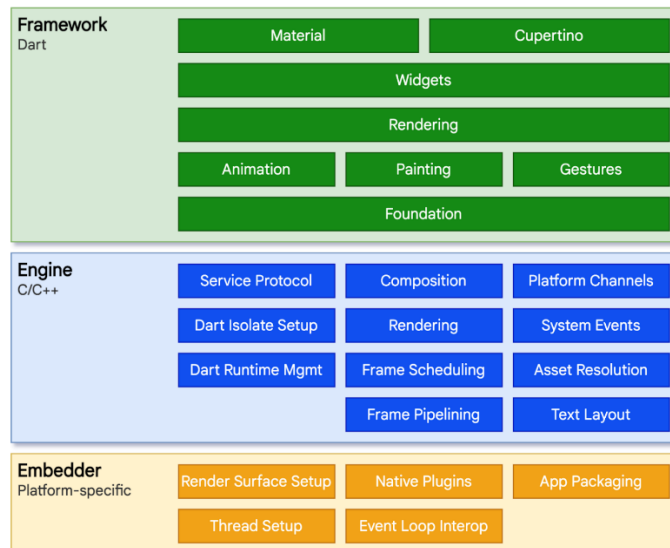 Framework
Dart
Material
Cupertino
Widgets
Rendering
Animation
Painting
Gestures
Foundation
Engine
C/C++
Service Protocol
Composition
Platform Channels
Dart Isolate Setup
Rendering
System Events
Dart Runtime Mgmt
Frame Scheduling
Asset Resolution
Frame Pipelining
Text Layout
Embedder
Platform-specific
Render Surface Setup
Native Plugins
App Packaging
Thread Setup
Event Loop Interop